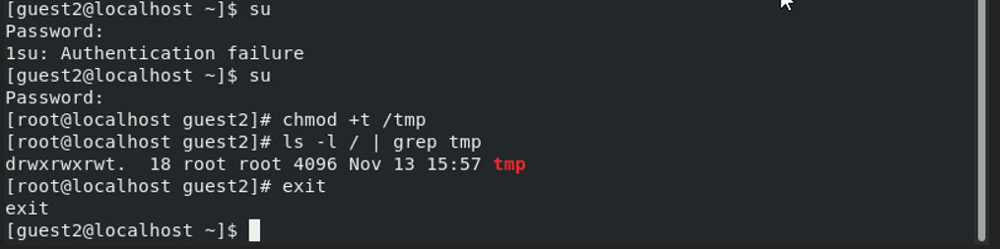 [guest2@localhost ~]$ su
Password:
1su: Authentication failure
[guest2@localhost ~]$ su
Password:
[root@localhost guest2]# chmod +t /tmp
[root@localhost guest2]# ls -l / | grep tmp
drwxrwxrwt.  18 root root 4096 Nov 13 15:57 tmp
[root@localhost guest2]# exit
exit
[guest2@localhost ~]$